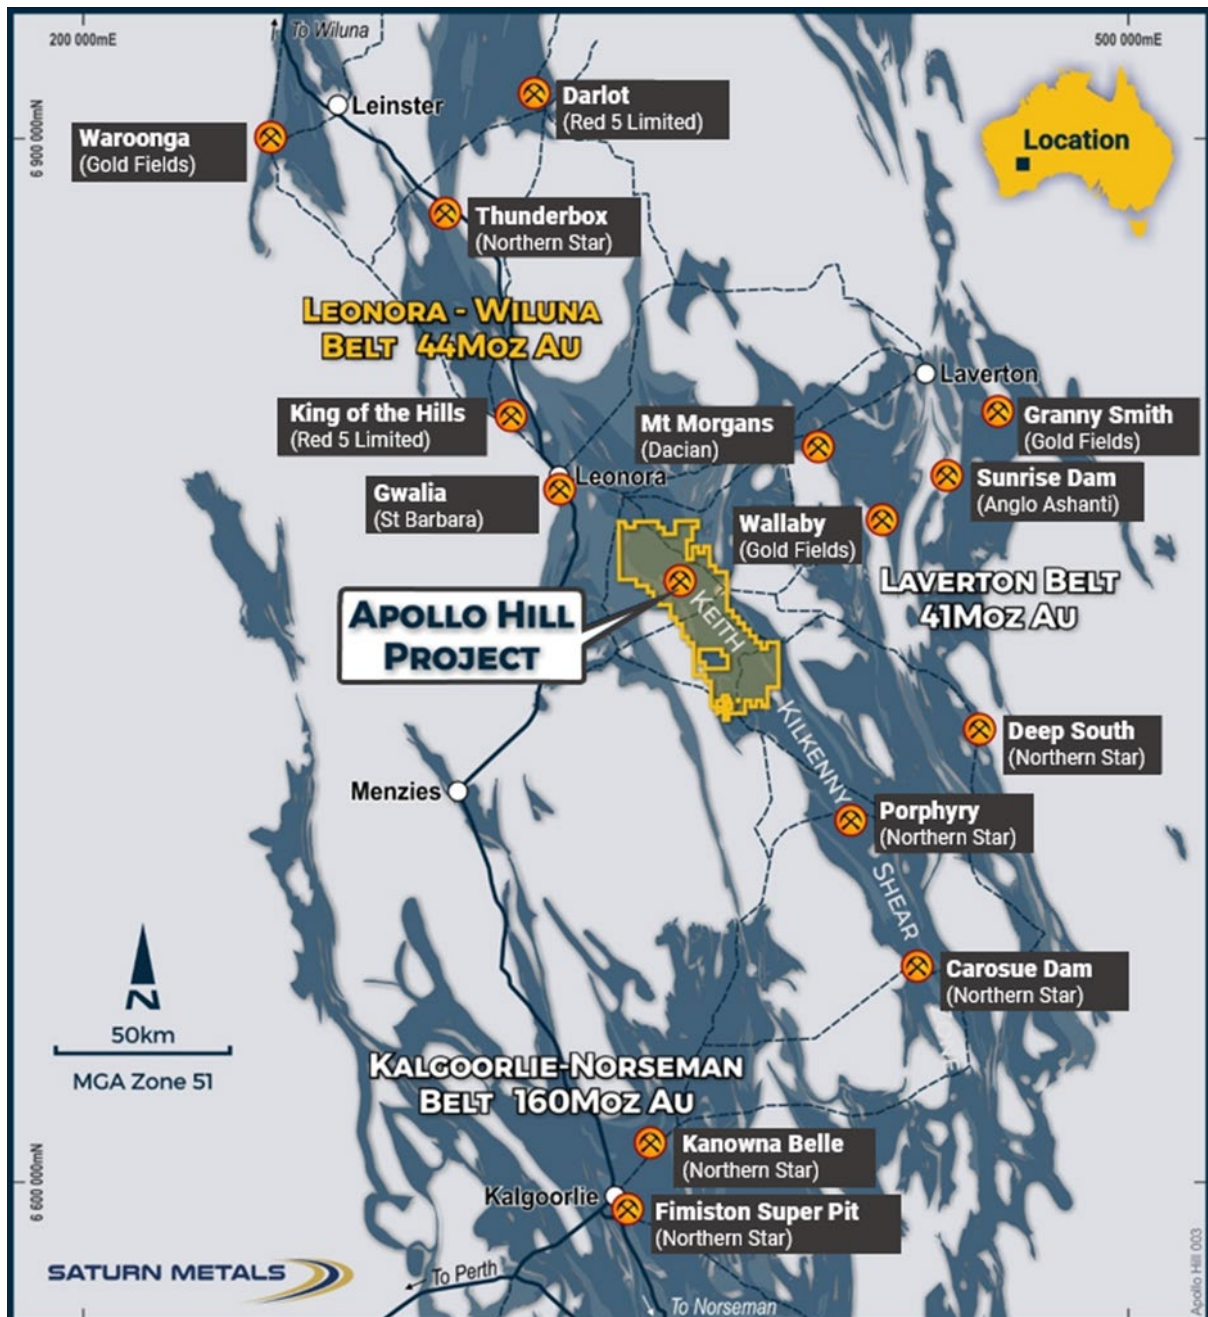 To Wiluna
200 000mE
500 000mE
Leinster
Darlot
(Red 5 Limited)
6 900 000mN
Waroonga
(Gold Fields)
Location
Thunderbox
(Northern Star)
LEONORA - WILUNA
BELT 44MOZ AU
Laverton
King of the Hills
(Red 5 Limited)
Mt Morgans
(Dacian)
Granny Smith
(Gold Fields)
Leonora
Gwalia
(St Barbara)
Sunrise Dam
(Anglo Ashanti)
Wallaby
(Gold Fields)
LAVERTON BELT
41MOZ AU
APOLLO HILL
PROJECT
KEITH
KILKENNY
SHEAR
Deep South
(Northern Star)
Menzies
Porphyry
(Northern Star)
Carosue Dam
(Northern Star)
N
50km
MGA Zone 51
KALGOORLIE-NORSEMAN
BELT 160MOZ AU
Kanowna Belle
(Northern Star)
6 600 000mN
Kalgoorlie
Fimiston Super Pit
(Northern Star)
SATURN METALS
To Perth
To Norseman
Apollo Hill 003